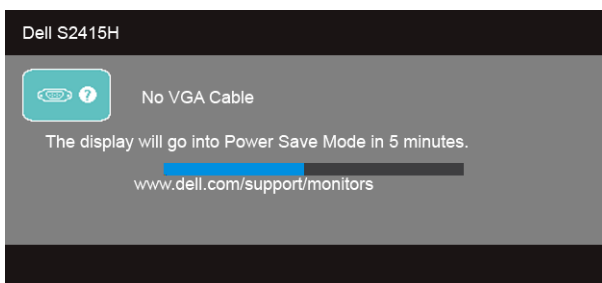 Dell S2415H
?
No VGA Cable
The display will go into Power Save Mode in 5 minutes.
www.dell.com/support/monitors